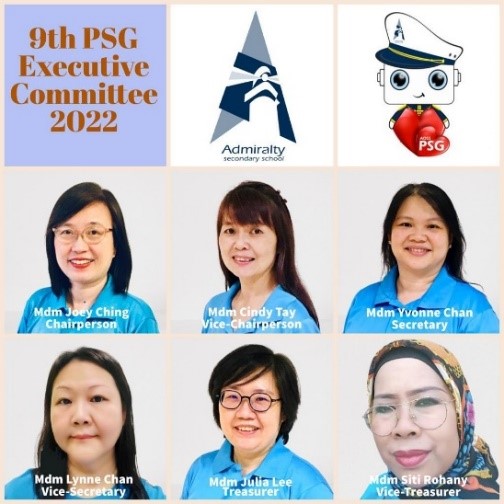 9th PSG
Executive
Committee
2022
Admiralty
secondary school
PSG
Mdm Joey Ching
Chairperson
Mdm Cindy Tay
Vice-Chairperson
Mdm Yvonne Chan
Secretary
Mdm Lynne Chan
Vice-Secretary
Mdm Julia Lee
Treasurer
Mdm Siti Rohany
Vice-Treasurer